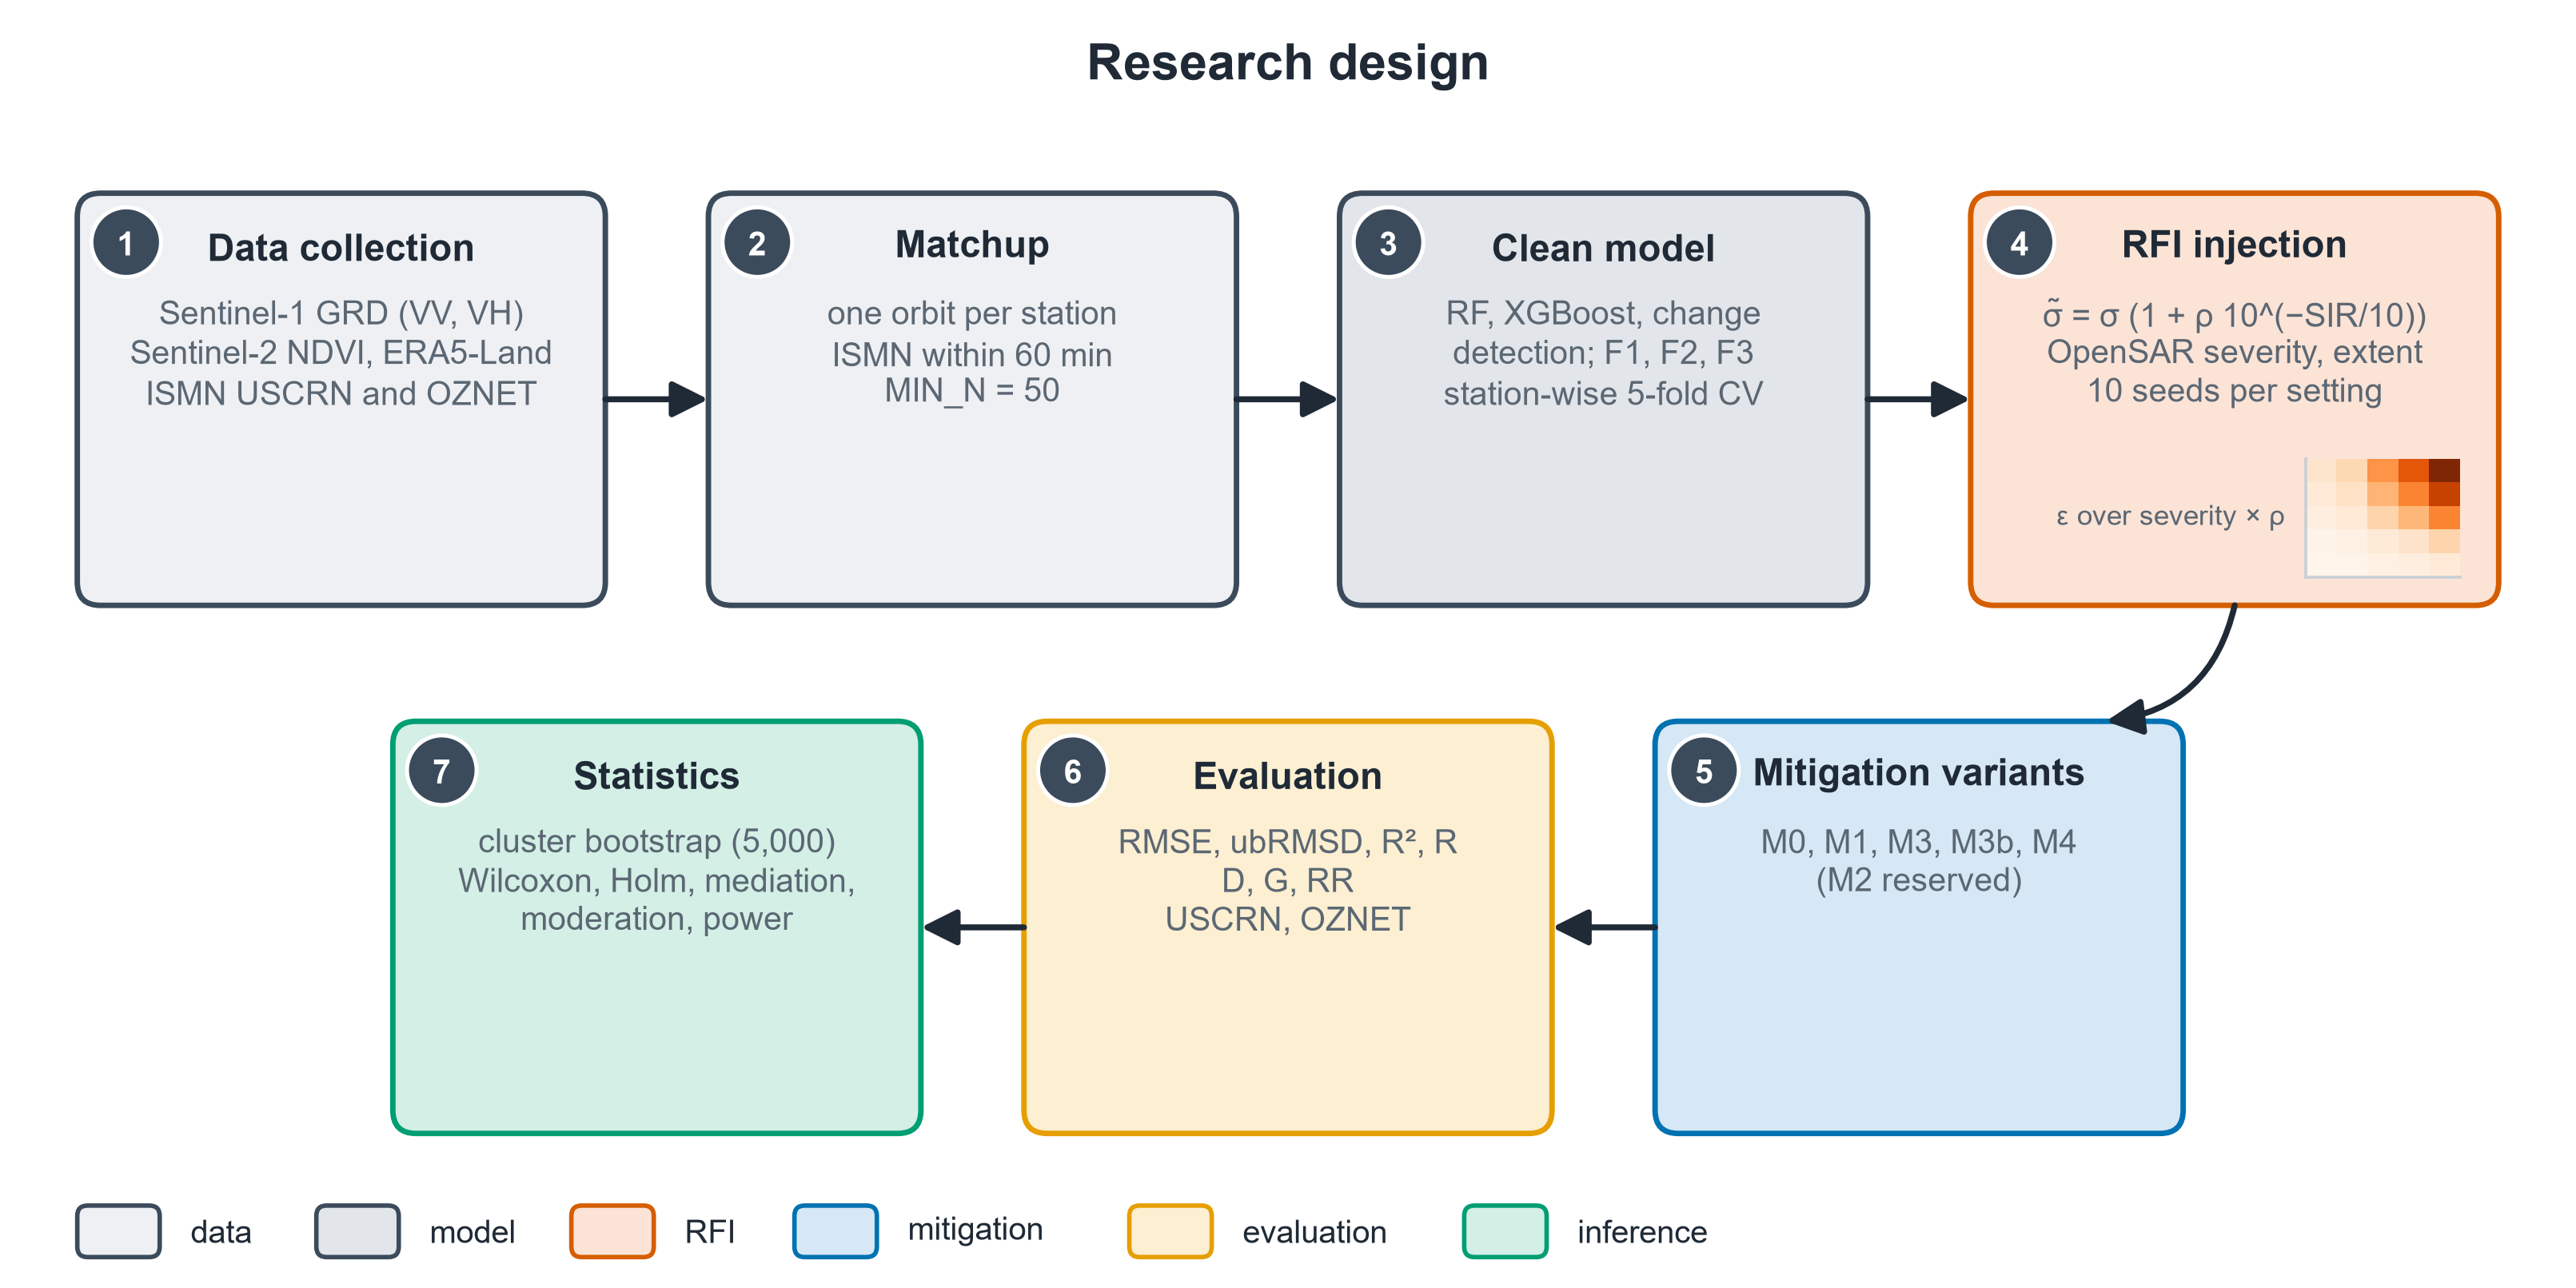 Research design
1
Data collection
Sentinel-1 GRD (VV, VH)
Sentinel-2 NDVI, ERA5-Land
ISMN USCRN and OZNET
2
Matchup
one orbit per station
ISMN within 60 min
MIN_N = 50
3
Clean model
RF, XGBoost, change
detection; F1, F2, F3
station-wise 5-fold CV
4
RFI injection
σ̃ = σ (1 + ρ 10^(−SIR/10))
OpenSAR severity, extent
10 seeds per setting
ε over severity × ρ
5
Mitigation variants
M0, M1, M3, M3b, M4
(M2 reserved)
6
Evaluation
RMSE, ubRMSD, R², R
D, G, RR
USCRN, OZNET
7
Statistics
cluster bootstrap (5,000)
Wilcoxon, Holm, mediation,
moderation, power
data
model
RFI
mitigation
evaluation
inference